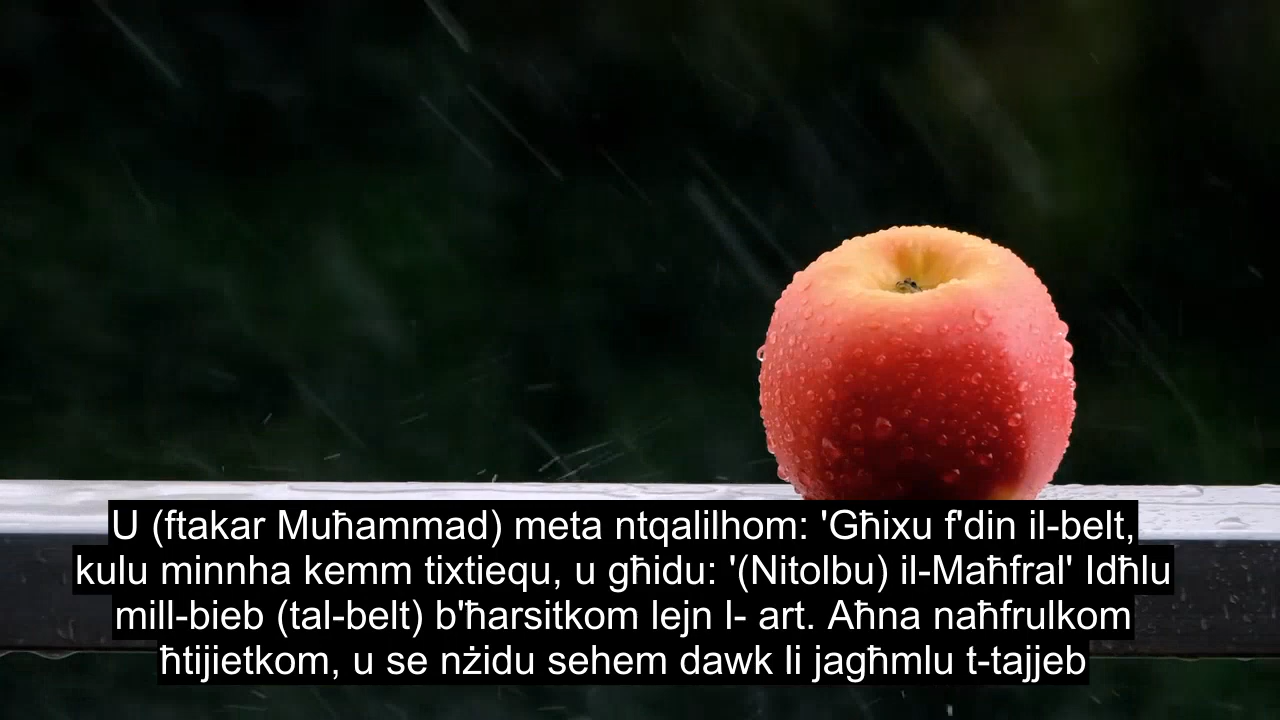 U (ftakar Muħammad) meta ntqalilhom: 'Għixu f'din il-belt,
kulu minnha kemm tixtiequ, u għidu: '(Nitolbu) il-Maħfral' Idħlu
mill-bieb (tal-belt) b'ħarsitkom lejn l- art. Aħna naħfrulkom
ħtijietkom, u se nżidu sehem dawk li jagħmlu t-tajjeb